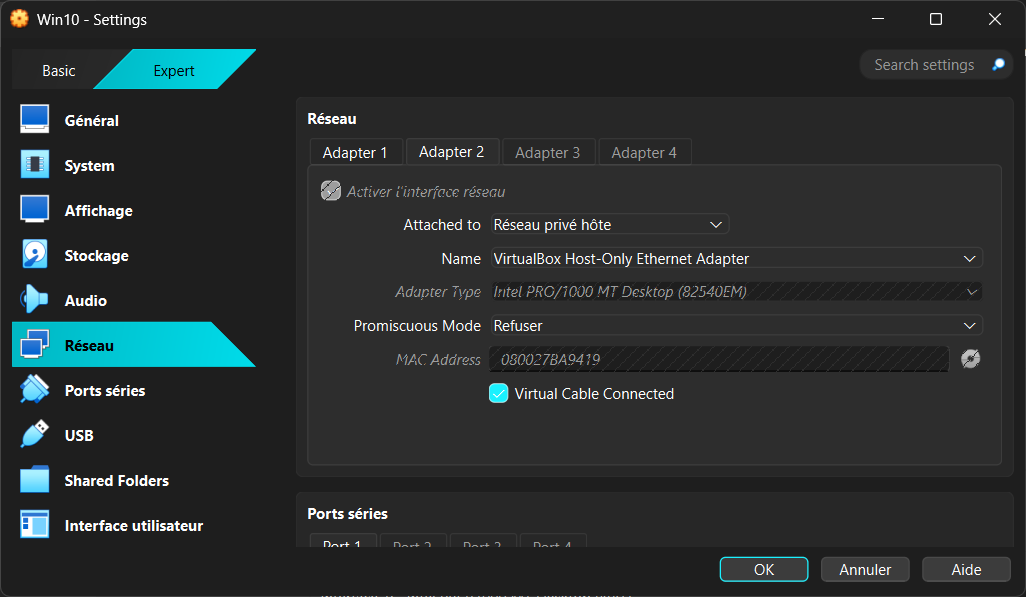 Win10 - Settings
Basic Expert Search settings
Général
System
Affichage
Stockage
Audio
Réseau
Ports séries
USB
Shared Folders
Interface utilisateur
Réseau
Adapter 1 Adapter 2 Adapter 3 Adapter 4
Activer l'interface réseau
Attached to Réseau privé hôte
Name VirtualBox Host-Only Ethernet Adapter
Adapter Type Intel PRO/1000 MT Desktop (82540EM)
Promiscuous Mode Refuser
MAC Address 080027BA9419
Virtual Cable Connected
Ports séries
Port 1 Port 2 Port 3 Port 4
OK Annuler Aide